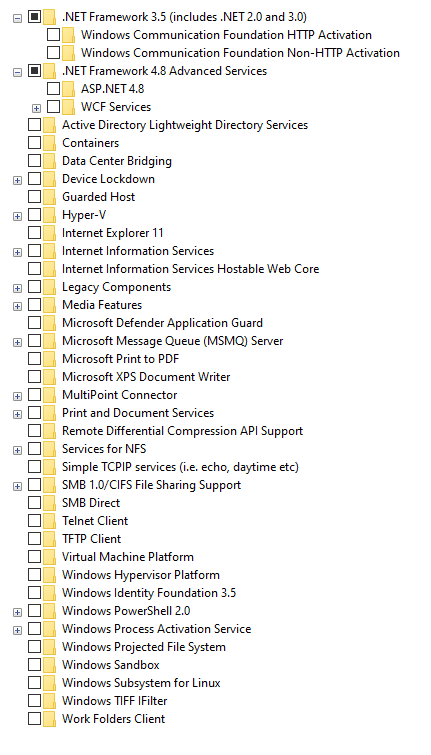 .NET Framework 3.5 (includes .NET 2.0 and 3.0)
Windows Communication Foundation HTTP Activation
Windows Communication Foundation Non-HTTP Activation
.NET Framework 4.8 Advanced Services
ASP.NET 4.8
WCF Services
Active Directory Lightweight Directory Services
Containers
Data Center Bridging
Device Lockdown
Guarded Host
Hyper-V
Internet Explorer 11
Internet Information Services
Internet Information Services Hostable Web Core
Legacy Components
Media Features
Microsoft Defender Application Guard
Microsoft Message Queue (MSMQ) Server
Microsoft Print to PDF
Microsoft XPS Document Writer
MultiPoint Connector
Print and Document Services
Remote Differential Compression API Support
Services for NFS
Simple TCPIP services (i.e. echo, daytime etc)
SMB 1.0/CIFS File Sharing Support
SMB Direct
Telnet Client
TFTP Client
Virtual Machine Platform
Windows Hypervisor Platform
Windows Identity Foundation 3.5
Windows PowerShell 2.0
Windows Process Activation Service
Windows Projected File System
Windows Sandbox
Windows Subsystem for Linux
Windows TIFF IFilter
Work Folders Client